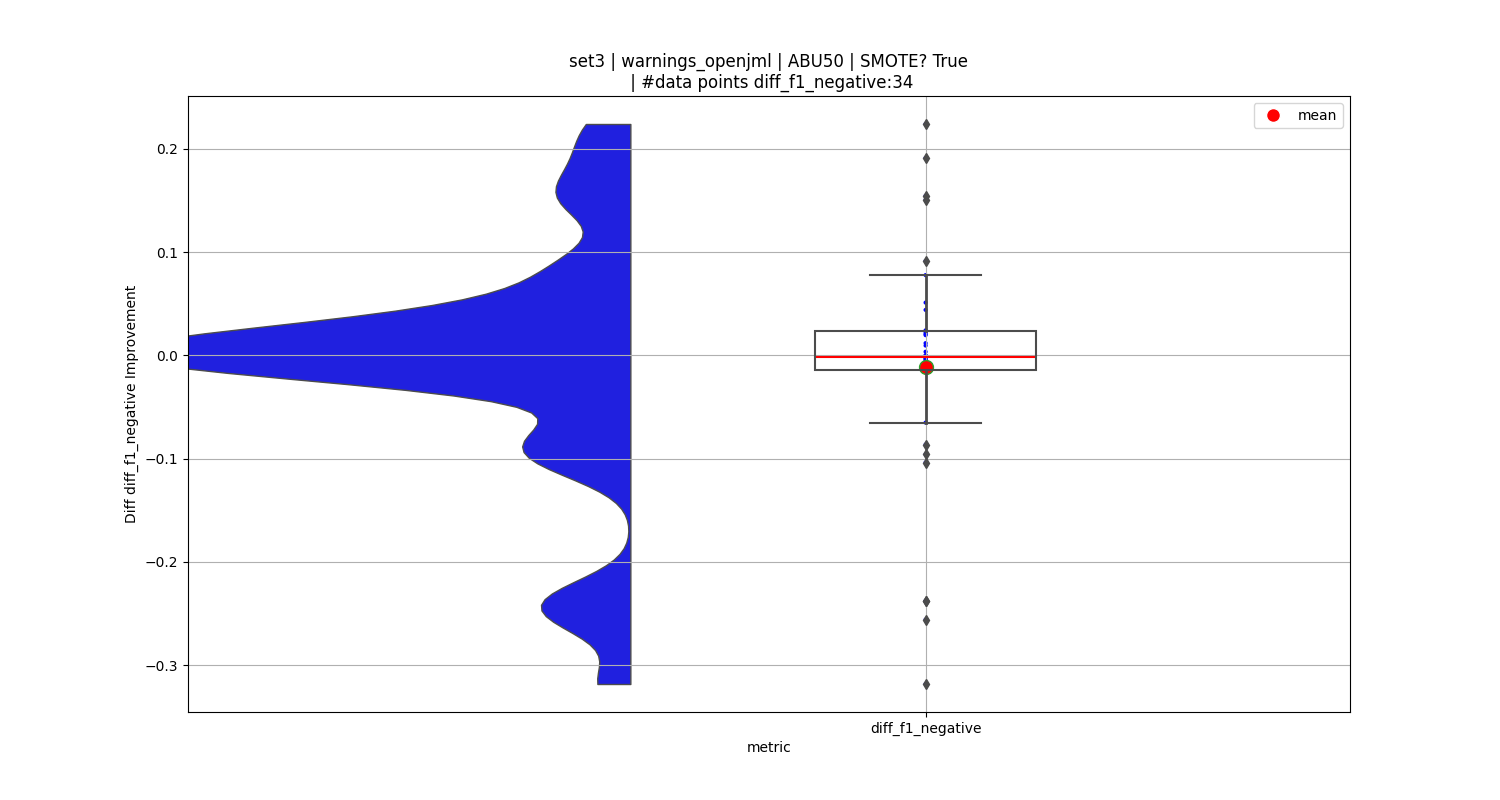 set3 | warnings_openjml | ABU50 | SMOTE? True
| #data points diff_f1_negative:34
mean
0.2
0.1
0.0
−0.1
−0.2
−0.3
Diff diff_f1_negative Improvement
diff_f1_negative
metric